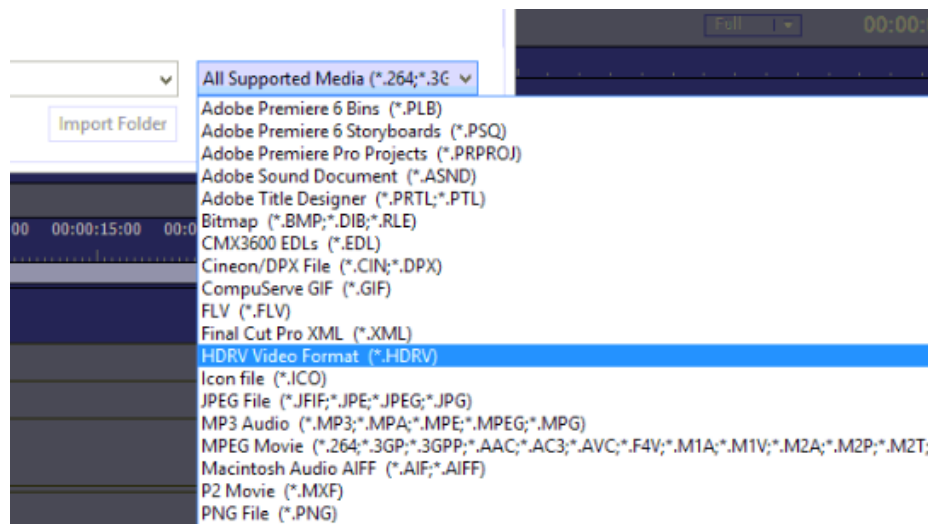 Full
00:00:
All Supported Media (*.264;*.3G
Import Folder
Adobe Premiere 6 Bins (*.PLB)
Adobe Premiere 6 Storyboards (*.PSQ)
Adobe Premiere Pro Projects (*.PRPROJ)
Adobe Sound Document (*.ASND)
Adobe Title Designer (*.PRTL;*.PTL)
00 00:00:15:00 00:0
Bitmap (*.BMP;*.DIB;*.RLE)
CMX3600 EDLs (*.EDL)
Cineon/DPX File (*.CIN;*.DPX)
CompuServe GIF (*.GIF)
FLV (*.FLV)
Final Cut Pro XML (*.XML)
HDRV Video Format (*.HDRV)
Icon file (*.ICO)
JPEG File (*.JFIF;*.JPE;*.JPEG;*.JPG)
MP3 Audio (*.MP3;*.MPA;*.MPE;*.MPEG;*.MPG)
MPEG Movie (*.264;*.3GP;*.3GPP;*.AAC;*.AC3;*.AVC;*.F4V;*.M1A;*.M1V;*.M2A;*.M2P;*.M2T;
Macintosh Audio AIFF (*.AIF;*.AIFF)
P2 Movie (*.MXF)
PNG File (*.PNG)